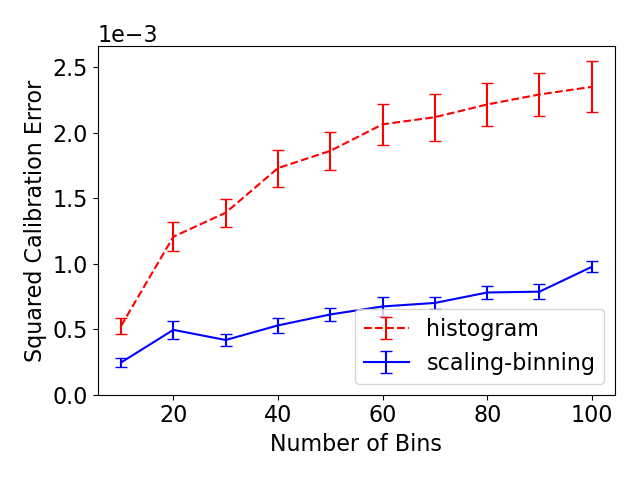 1e−3
2.5
2.0
1.5
1.0
0.5
0.0
Squared Calibration Error
histogram
scaling-binning
20
40
60
80
100
Number of Bins